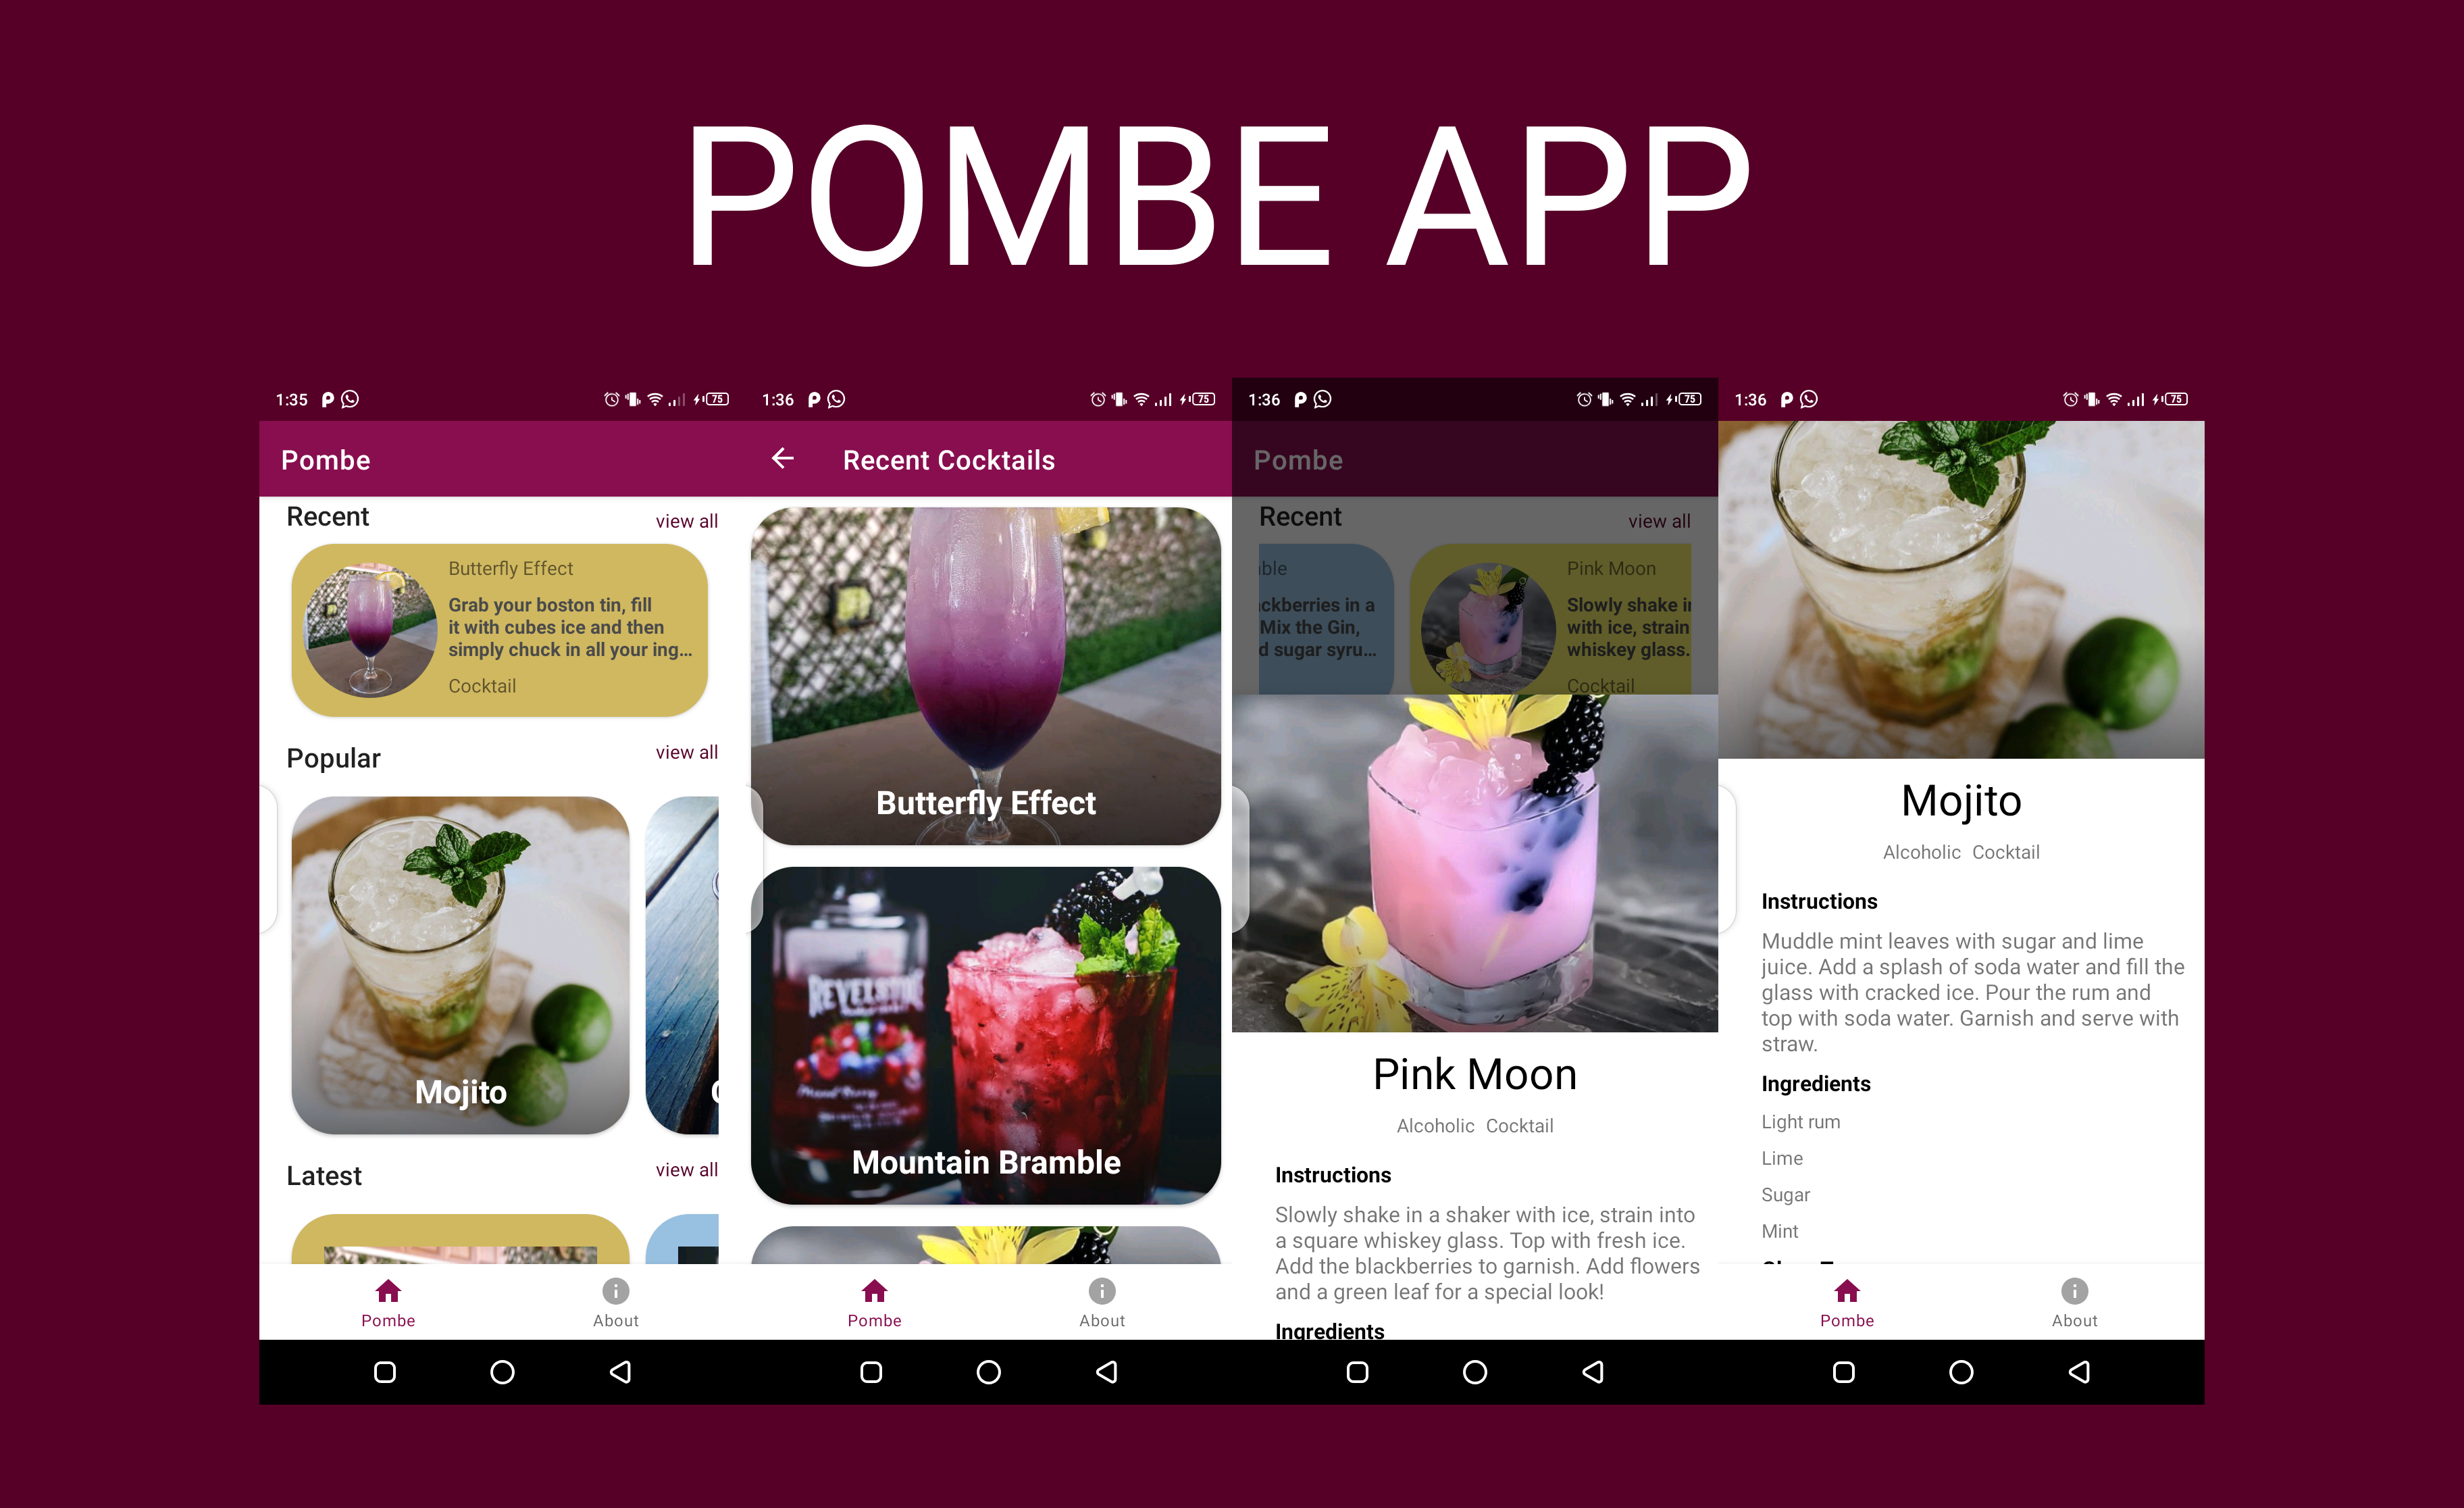 POMBE APP
1:35
75
Pombe
Recent
view all
Butterfly Effect
Grab your boston tin, fill
it with cubes ice and then
simply chuck in all your ing...
Cocktail
Popular
view all
Mojito
Latest
view all
Pombe
About
1:36
75
Recent Cocktails
Butterfly Effect
Mountain Bramble
Pombe
About
1:36
75
Pombe
Recent
view all
ackberries in a
Mix the Gin,
d sugar syru...
Pink Moon
Slowly shake in
with ice, strain
whiskey glass.
Cocktail
Pink Moon
Alcoholic Cocktail
Instructions
Slowly shake in a shaker with ice, strain into
a square whiskey glass. Top with fresh ice.
Add the blackberries to garnish. Add flowers
and a green leaf for a special look!
Ingredients
1:36
75
Mojito
Alcoholic Cocktail
Instructions
Muddle mint leaves with sugar and lime
juice. Add a splash of soda water and fill the
glass with cracked ice. Pour the rum and
top with soda water. Garnish and serve with
straw.
Ingredients
Light rum
Lime
Sugar
Mint
Pombe
About